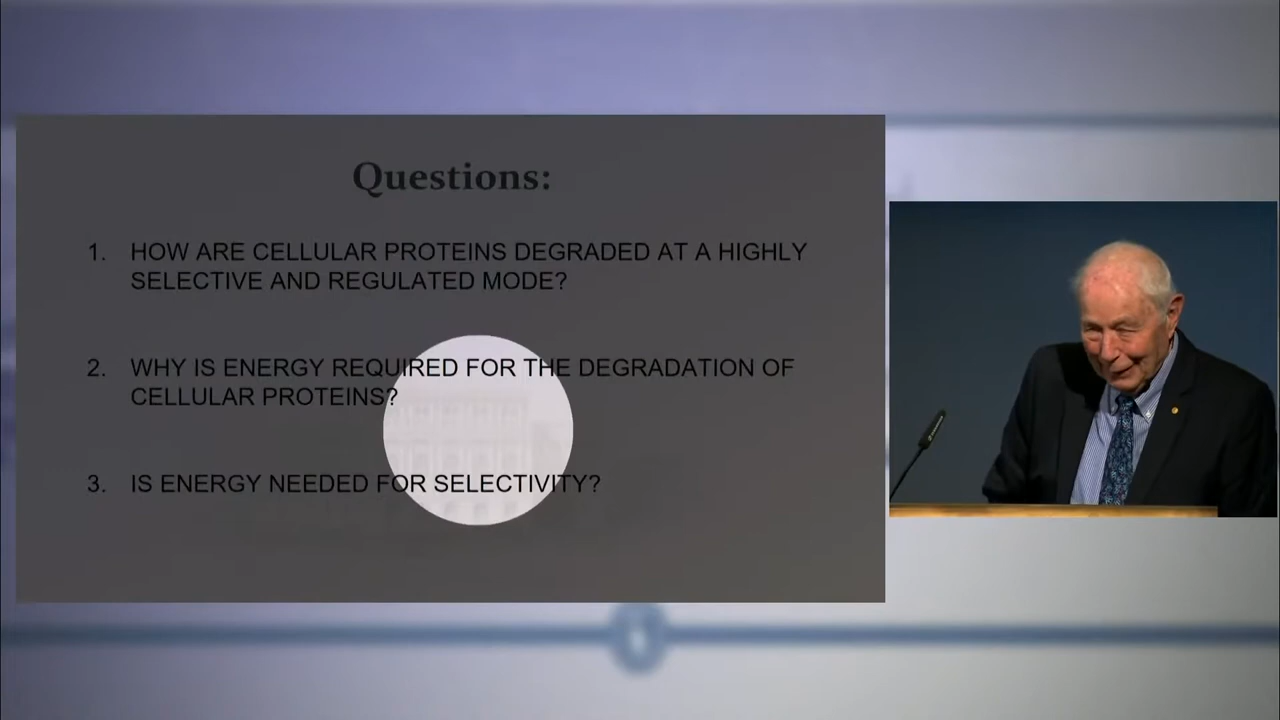 Questions:
1. HOW ARE CELLULAR PROTEINS DEGRADED AT A HIGHLY
SELECTIVE AND REGULATED MODE?
2. WHY IS ENERGY REQUIRED FOR THE DEGRADATION OF
CELLULAR PROTEINS?
3. IS ENERGY NEEDED FOR SELECTIVITY?